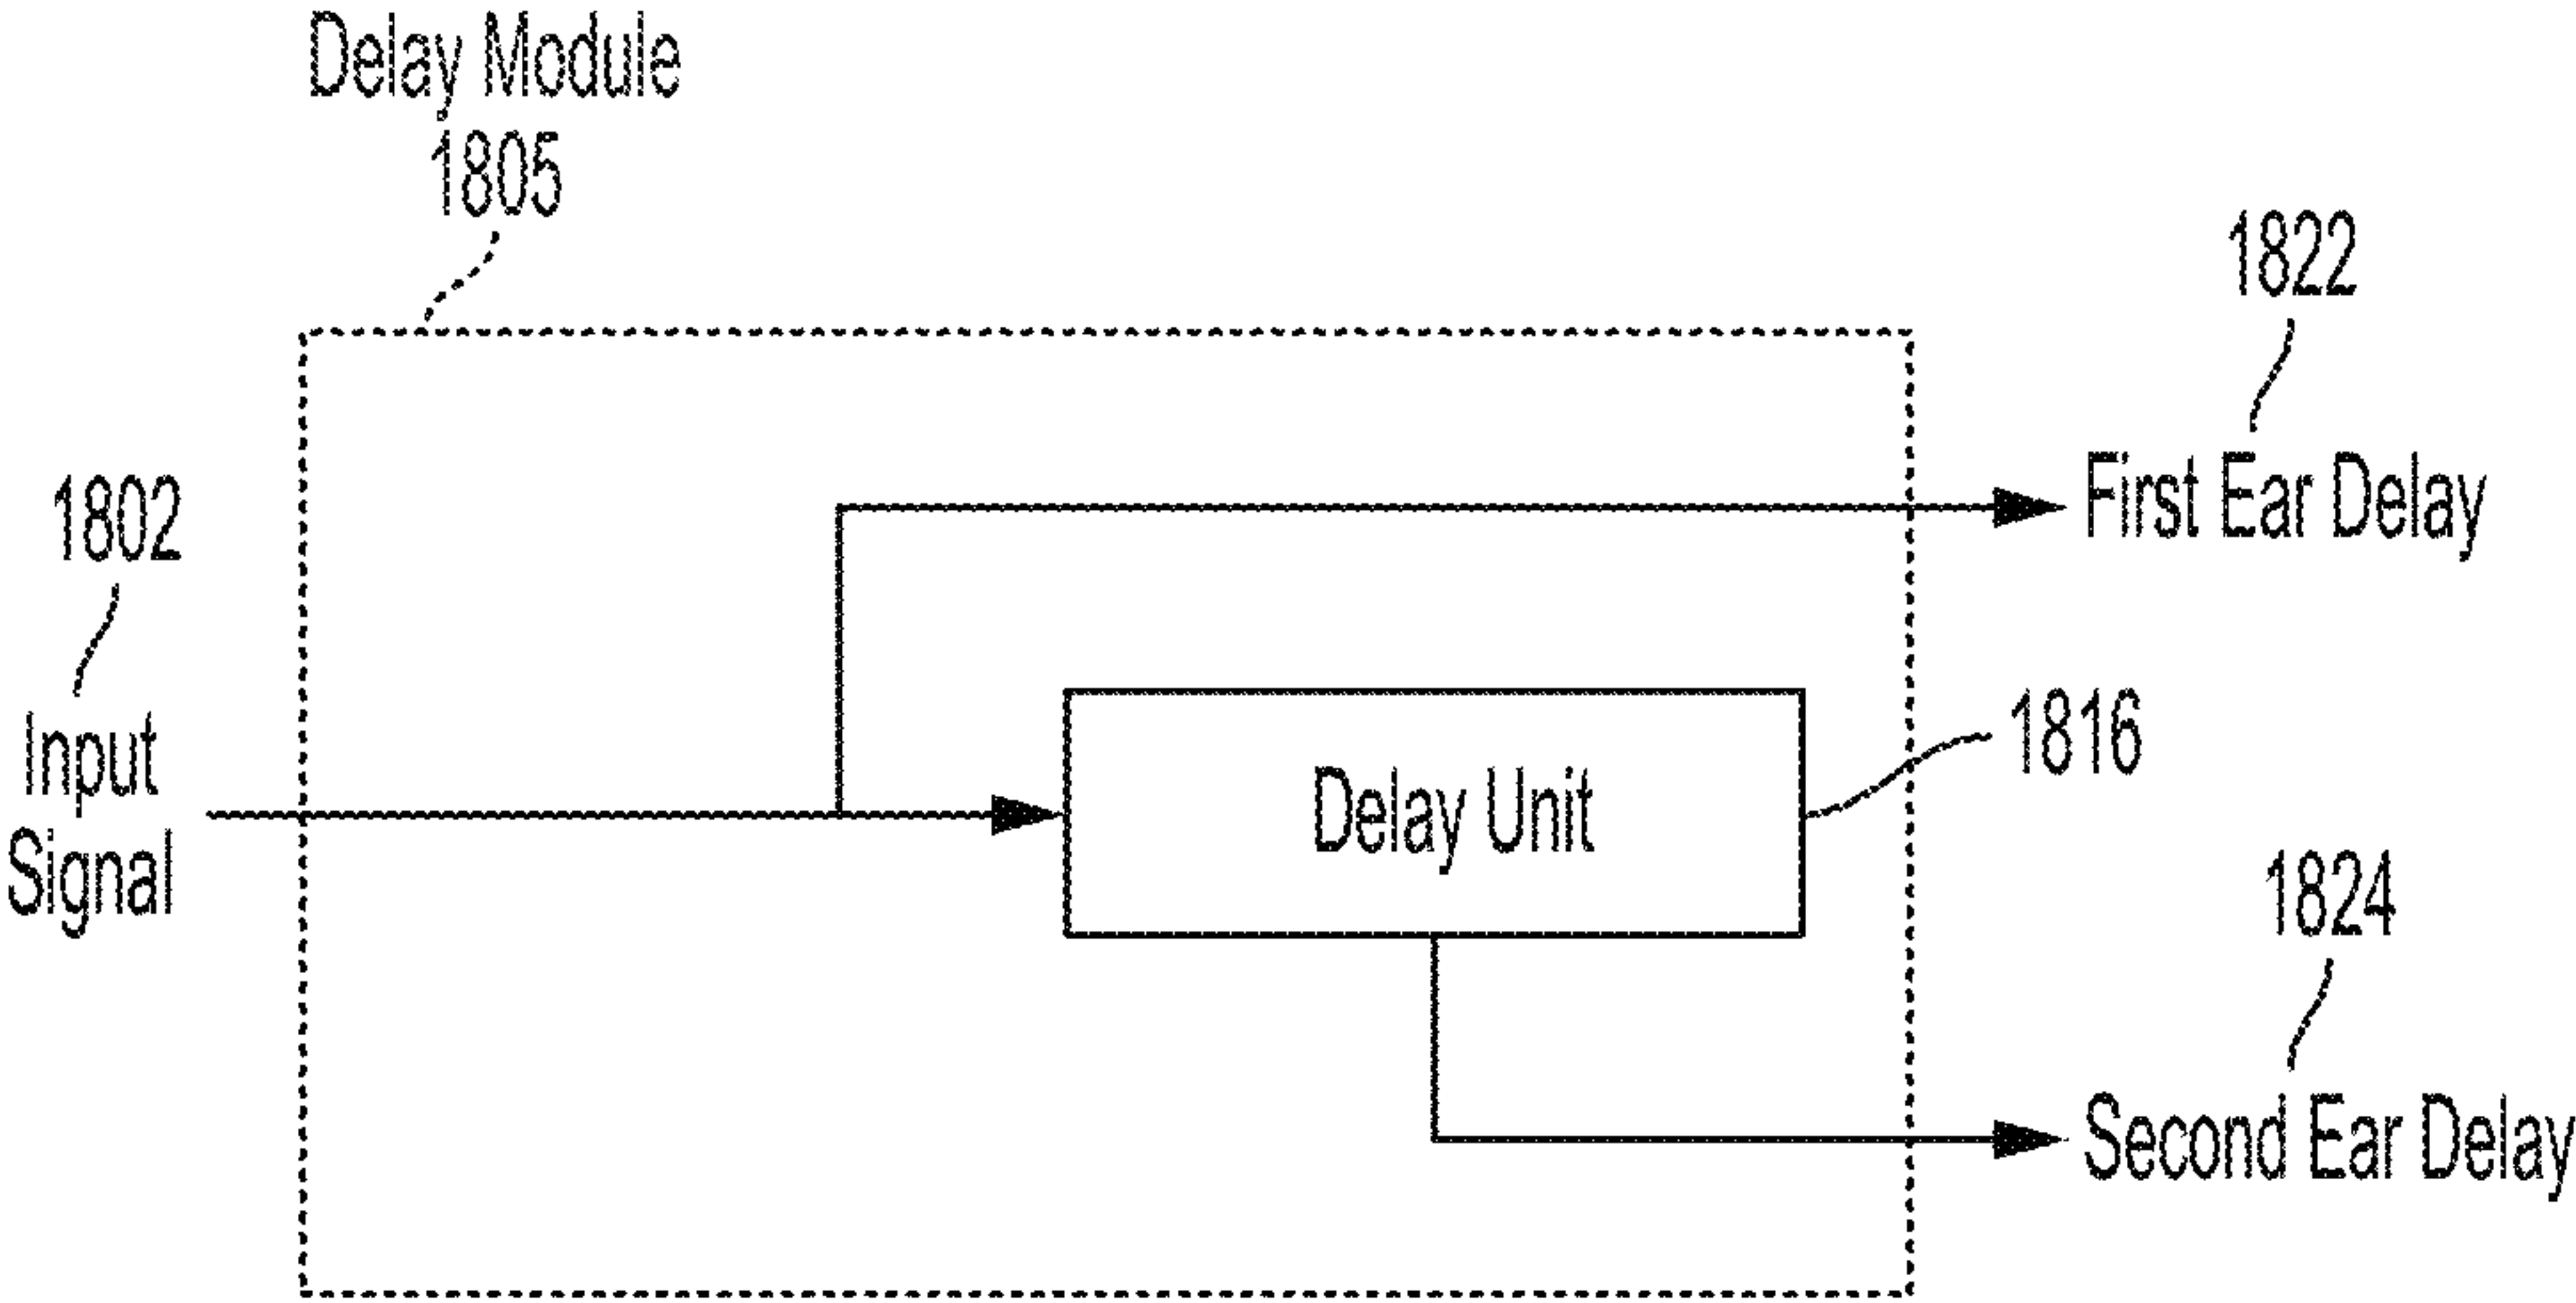 Delay Module
1805
1822
First Ear Delay
1802
Input
Signal
Delay Unit
1816
1824
Second Ear Delay